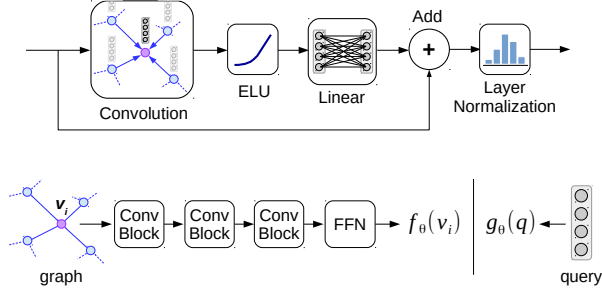 Add
+
Convolution
ELU
Linear
Layer
Normalization
v_i
Conv
Block
Conv
Block
Conv
Block
FFN
f_θ(v_i)
g_θ(q)
graph
query